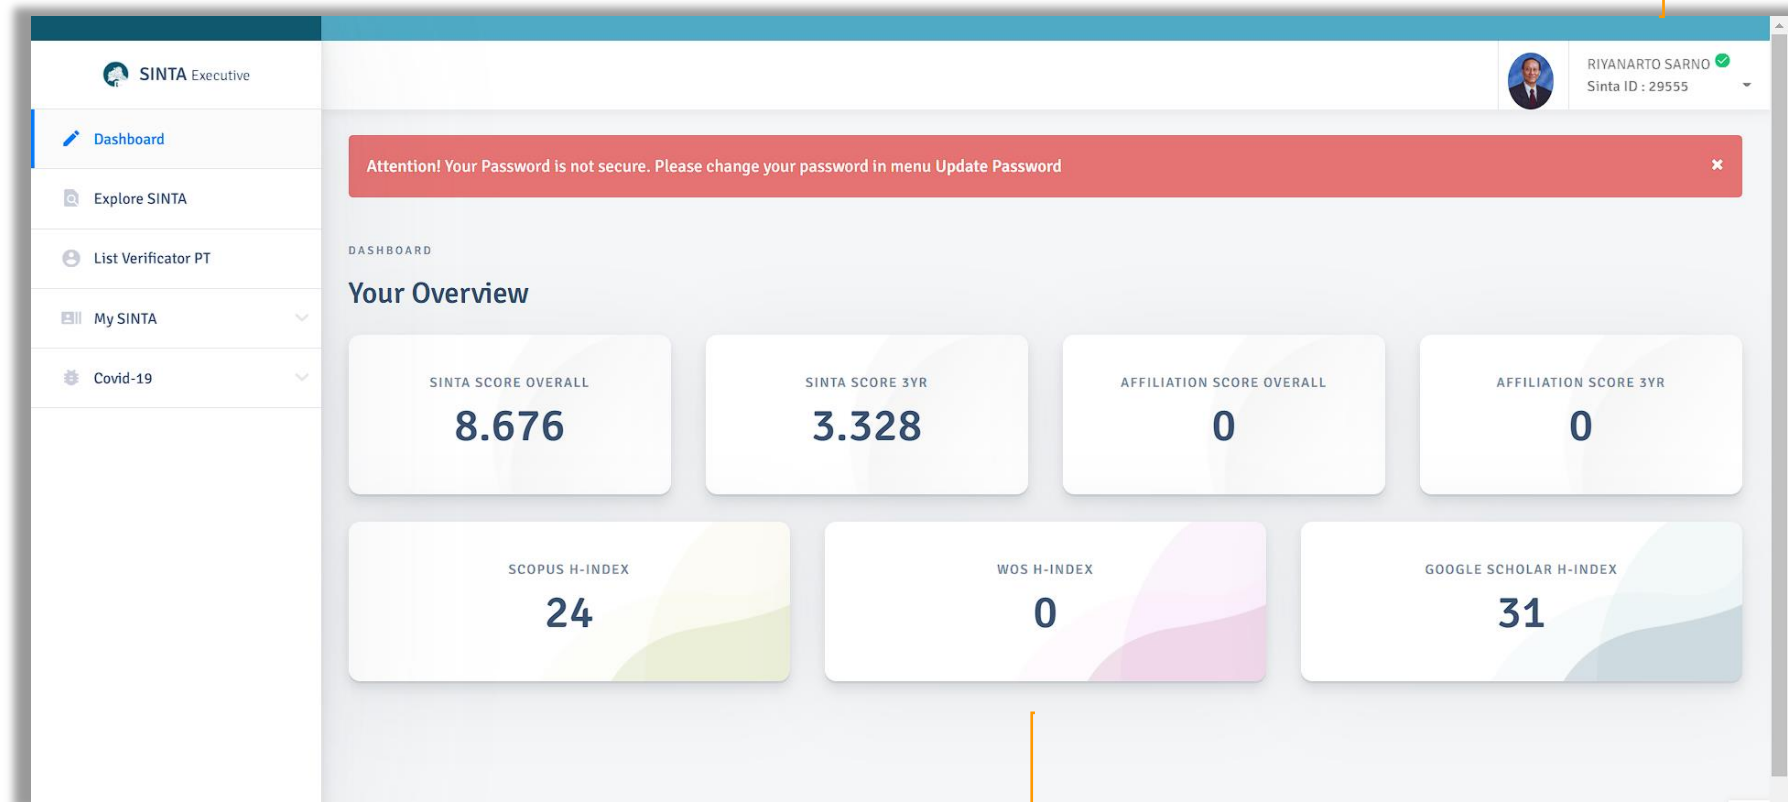 SINTA Executive
RIYANARTO SARNO
Sinta ID : 29555
Dashboard
Explore SINTA
List Verificator PT
My SINTA
Covid-19
Attention! Your Password is not secure. Please change your password in menu Update Password
DASHBOARD
Your Overview
SINTA SCORE OVERALL
8.676
SINTA SCORE 3YR
3.328
AFFILIATION SCORE OVERALL
0
AFFILIATION SCORE 3YR
0
SCOPUS H-INDEX
24
WOS H-INDEX
0
GOOGLE SCHOLAR H-INDEX
31